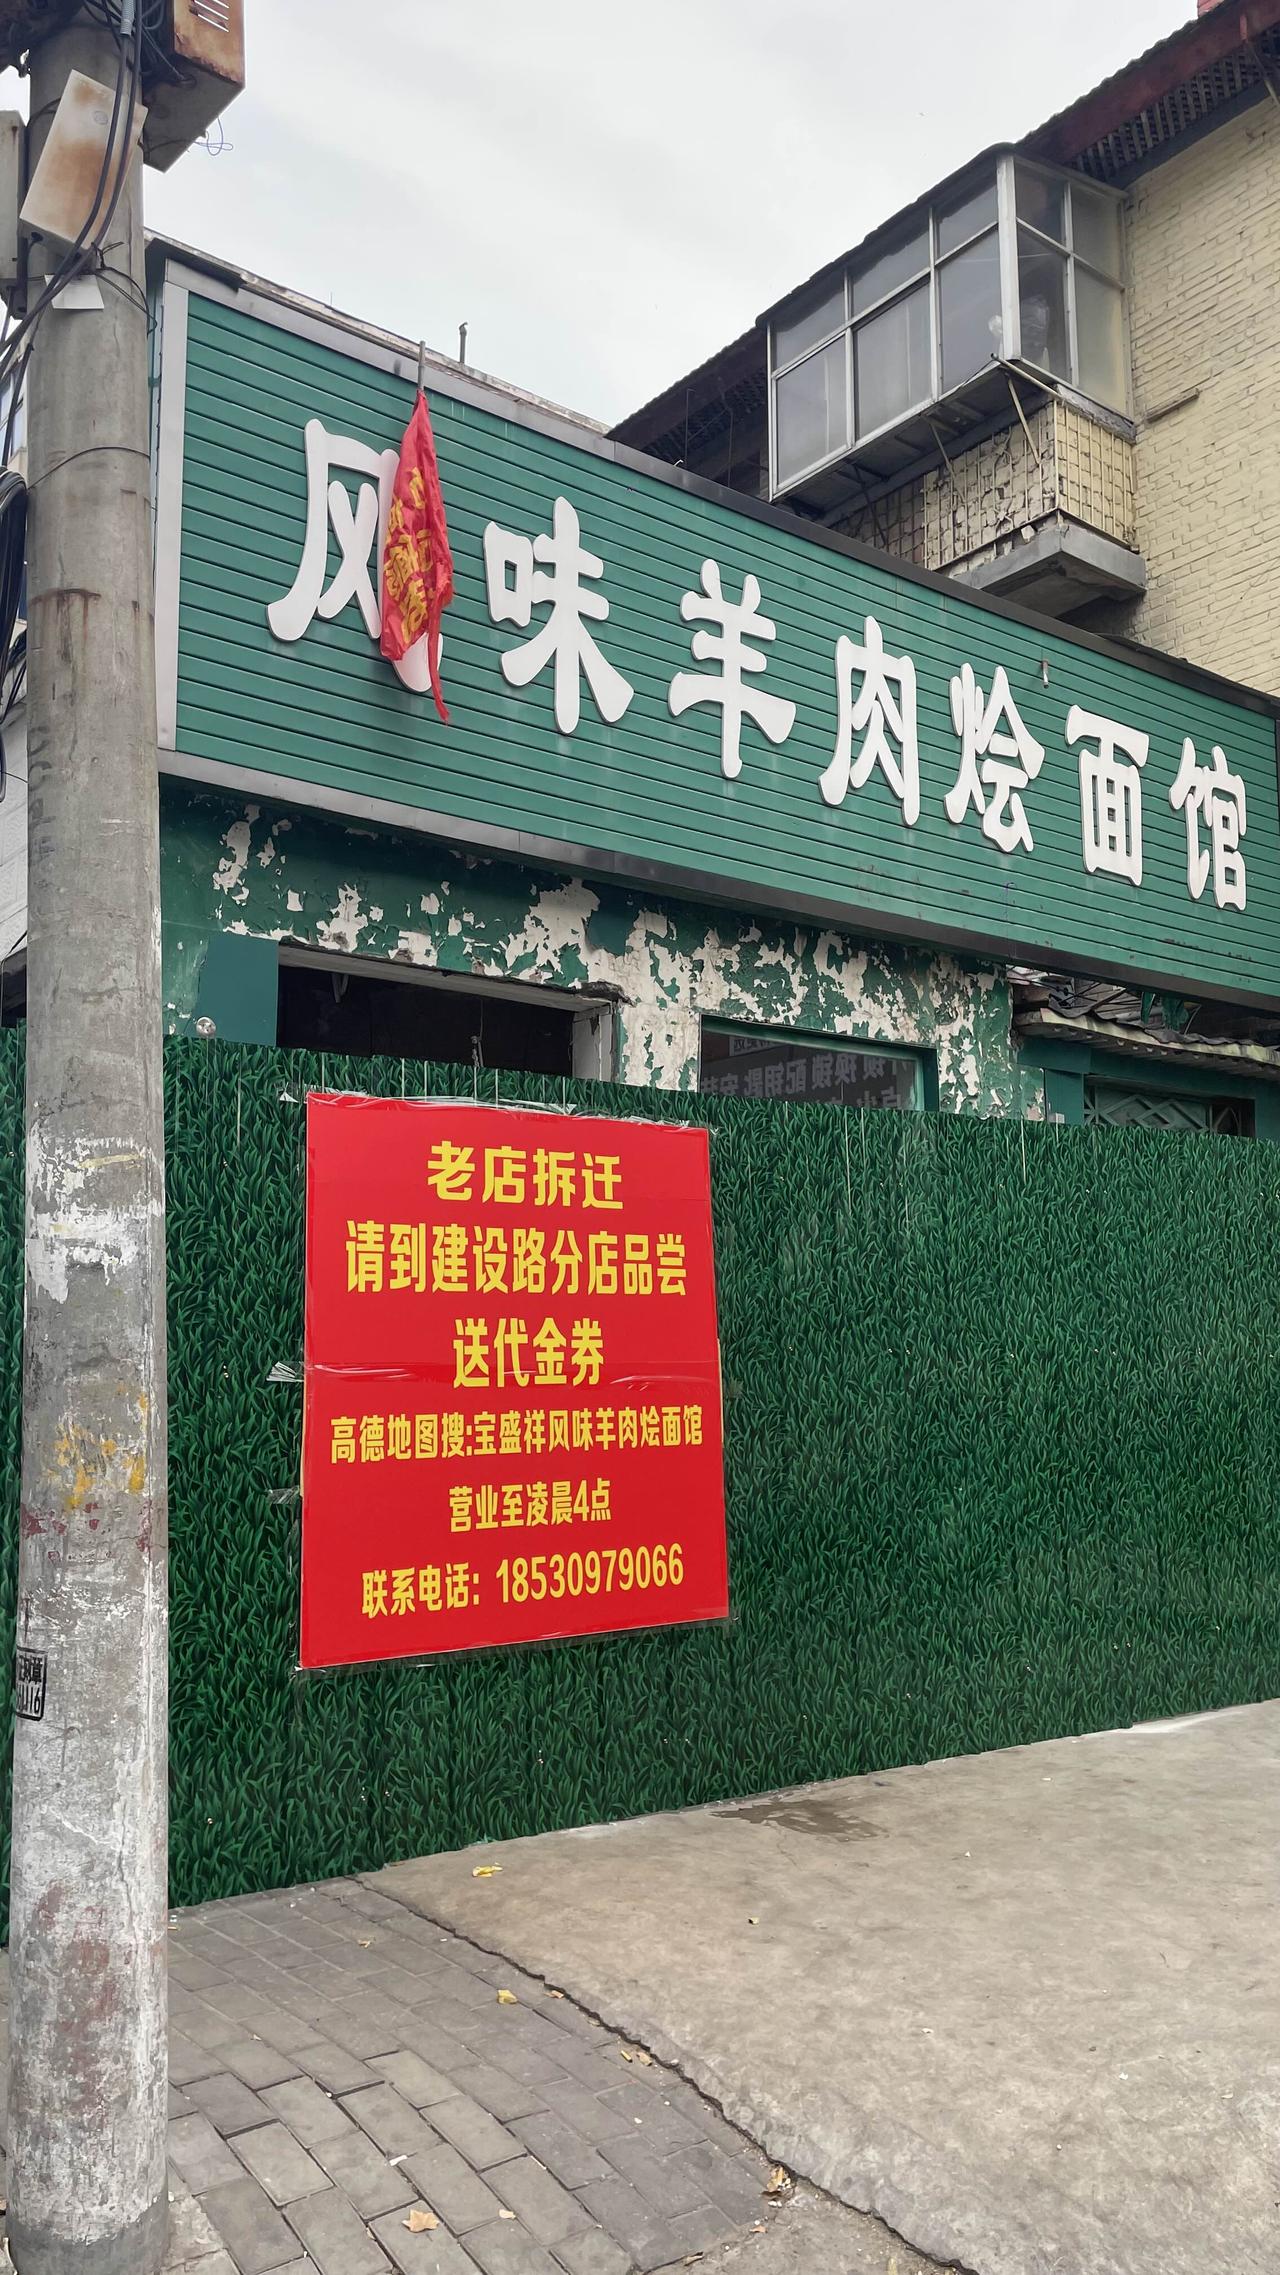 风味羊肉烩面馆
老店拆迁
请到建设路分店品尝
送代金券
高德地图搜:宝盛祥风味羊肉烩面馆
营业至凌晨4点
联系电话：18530979066